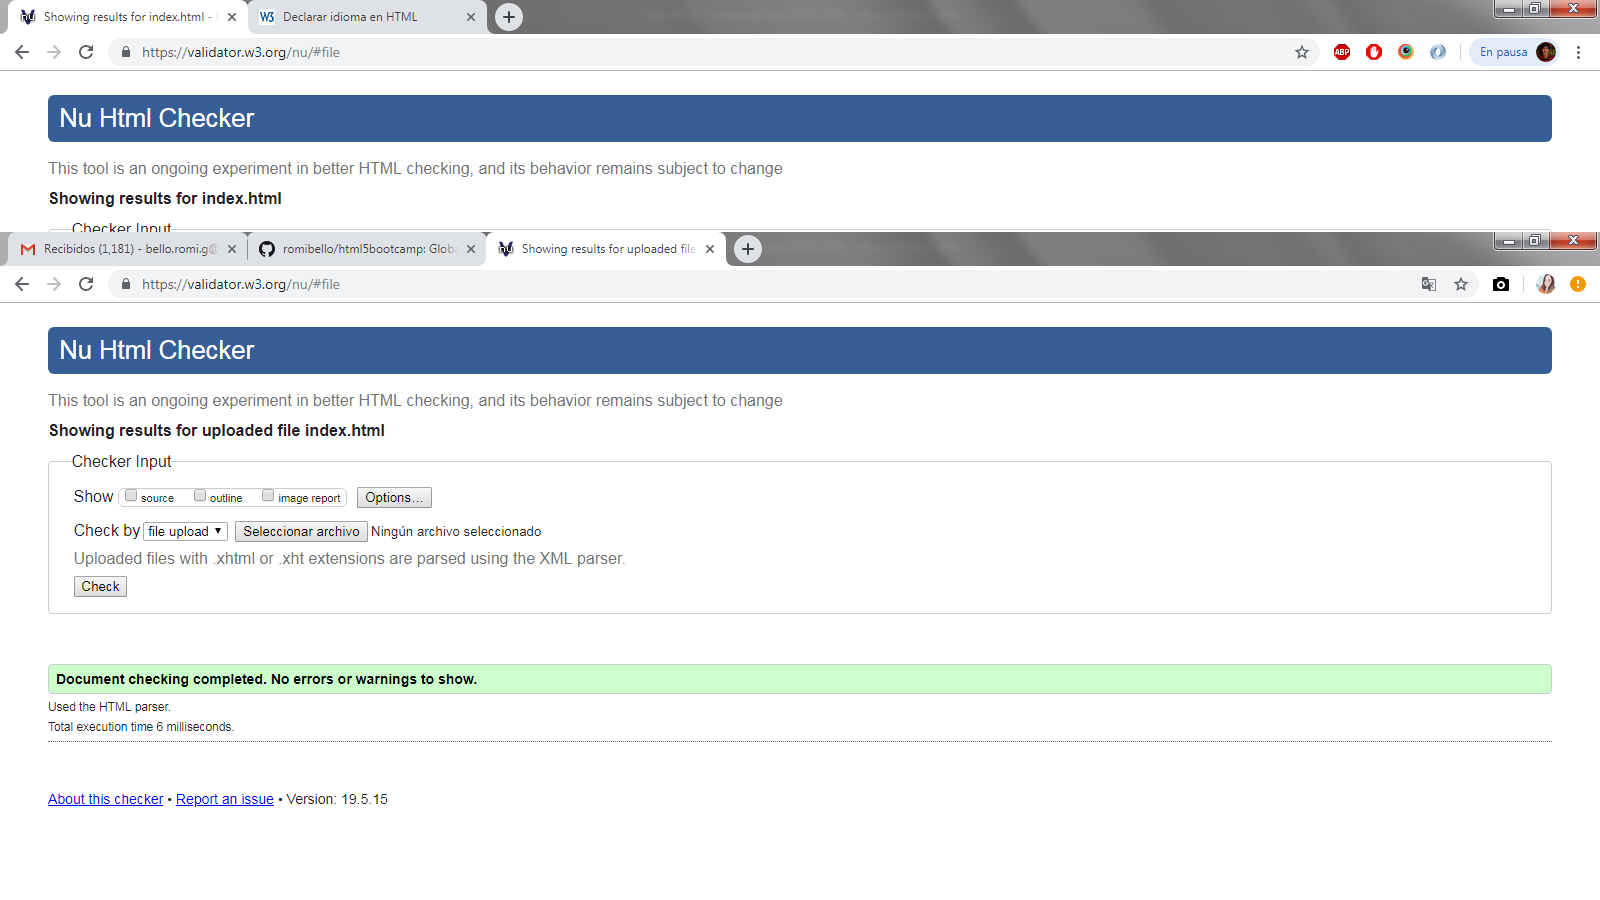 Showing results for index.html -
Declarar idioma en HTML
https://validator.w3.org/nu/#file
ABP
En pausa
Nu Html Checker
This tool is an ongoing experiment in better HTML checking, and its behavior remains subject to change
Showing results for index.html
Checker Input
Recibidos (1,181) - bello.romi.g@
romibello/html5bootcamp: Globa
Showing results for uploaded file
https://validator.w3.org/nu/#file
Nu Html Checker
This tool is an ongoing experiment in better HTML checking, and its behavior remains subject to change
Showing results for uploaded file index.html
Checker Input
Show source outline image report Options...
Check by file upload Seleccionar archivo Ningún archivo seleccionado
Uploaded files with .xhtml or .xht extensions are parsed using the XML parser.
Check
Document checking completed. No errors or warnings to show.
Used the HTML parser.
Total execution time 6 milliseconds.
About this checker • Report an issue • Version: 19.5.15